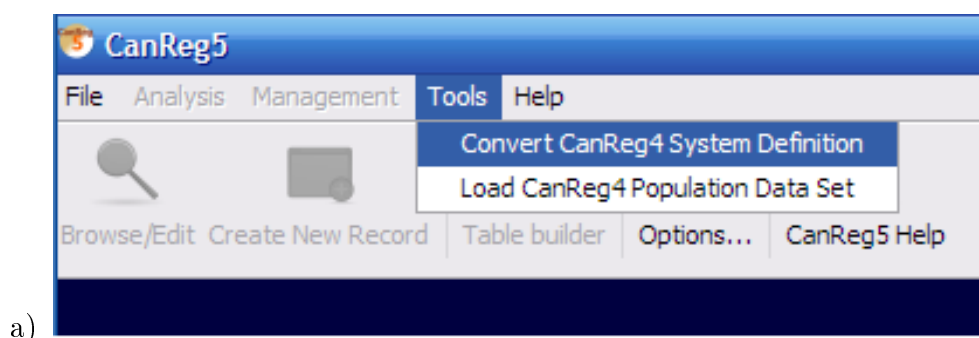 CanReg5
File Analysis Management Tools Help
Convert CanReg4 System Definition
Load CanReg4 Population Data Set
Browse/Edit Create New Record Table builder Options... CanReg5 Help
a)